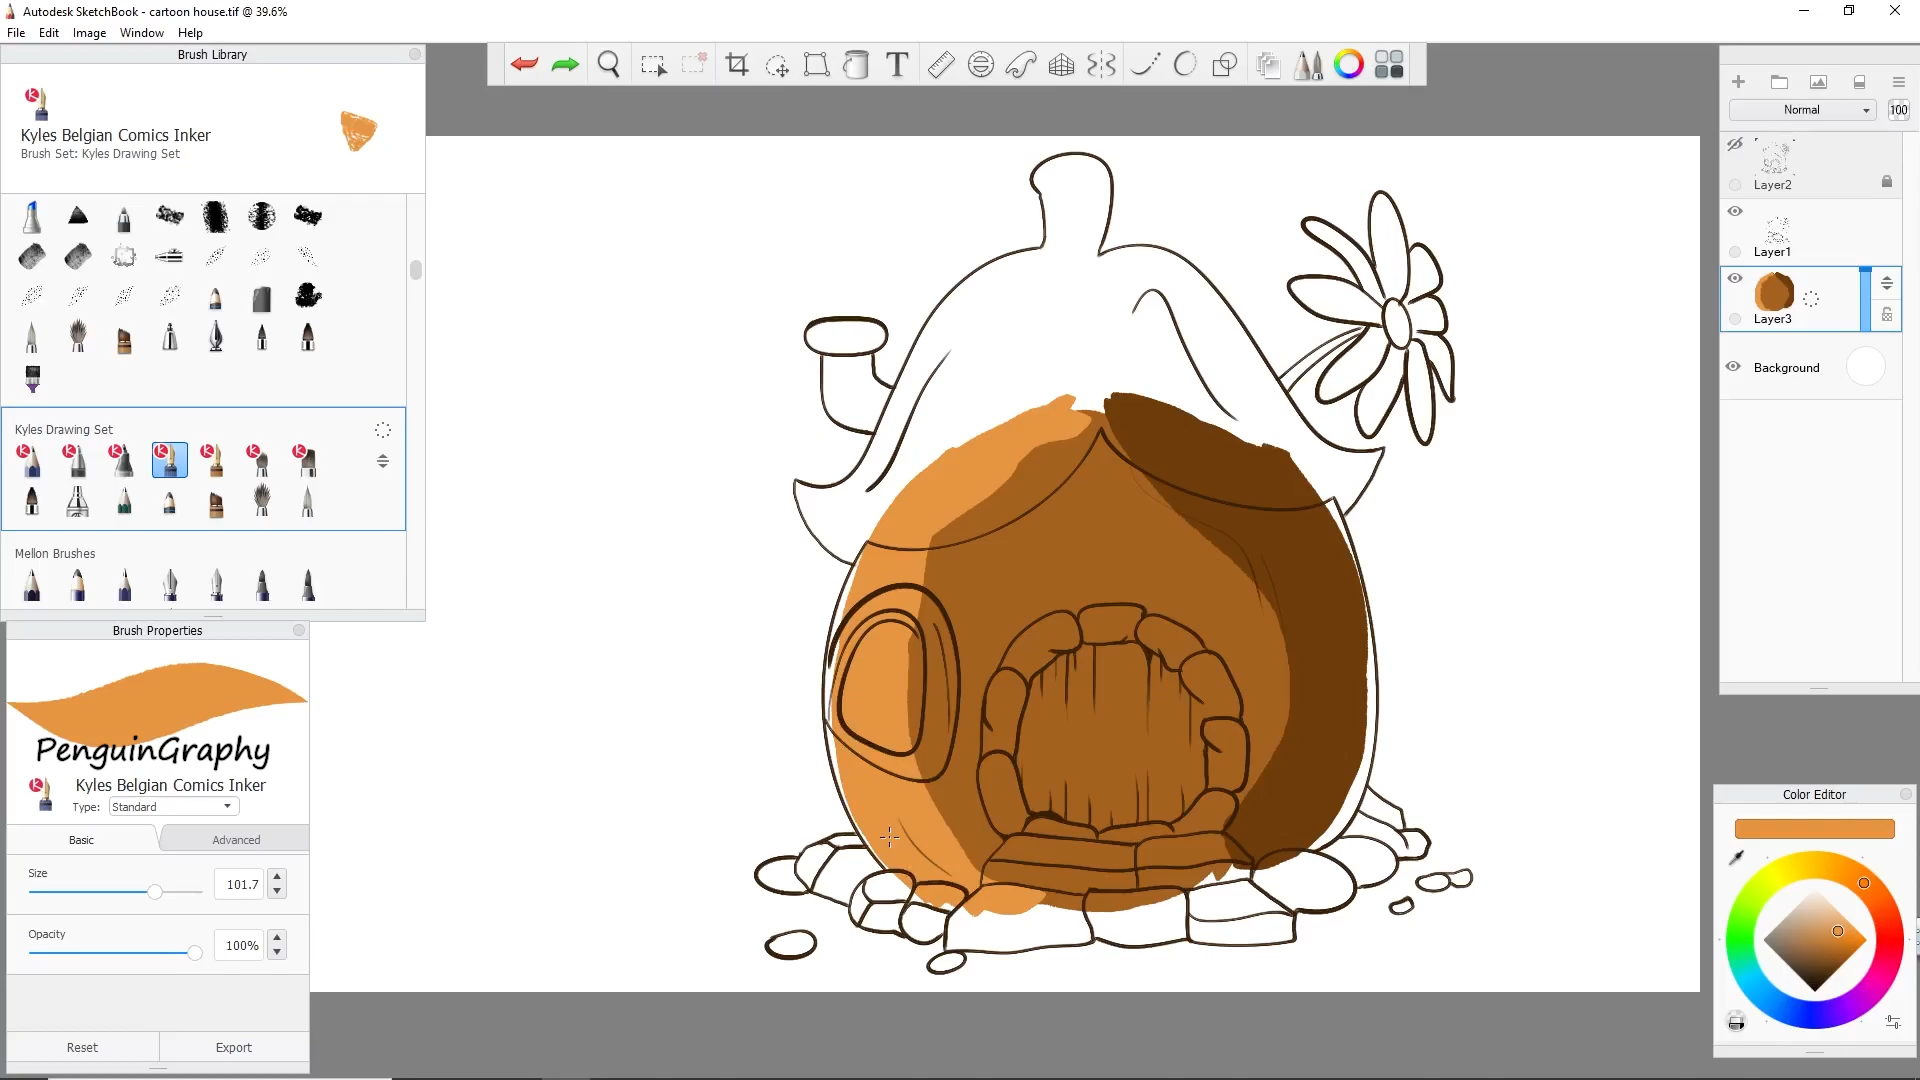 Autodesk SketchBook - cartoon house.tif @ 39.6%
File Edit Image Window Help
Brush Library
Kyles Belgian Comics Inker
Brush Set: Kyles Drawing Set
Kyles Drawing Set
Mellon Brushes
Brush Properties
PenguinGraphy
Kyles Belgian Comics Inker
Type: Standard
Basic Advanced
Size
101.7
Opacity
100%
Reset Export
T
Normal 100
Layer2
Layer1
Layer3
Background
Color Editor